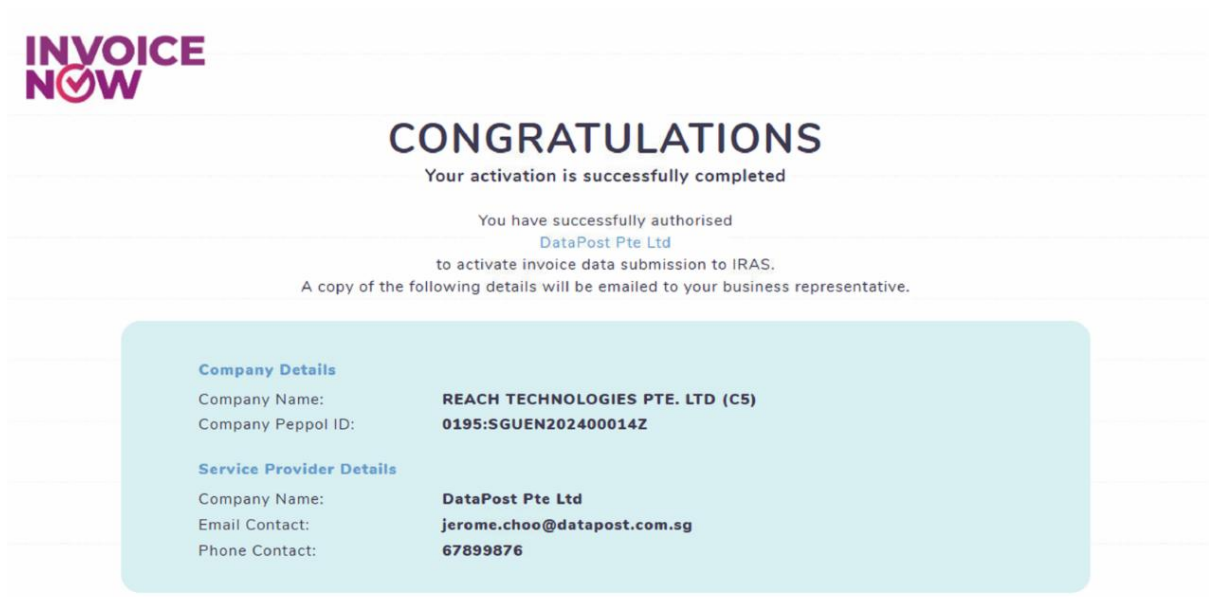 INVOICE
NOW
CONGRATULATIONS
Your activation is successfully completed
You have successfully authorised
DataPost Pte Ltd
to activate invoice data submission to IRAS.
A copy of the following details will be emailed to your business representative.
Company Details
Company Name: REACH TECHNOLOGIES PTE. LTD (C5)
Company Peppol ID: 0195:SGUEN202400014Z
Service Provider Details
Company Name: DataPost Pte Ltd
Email Contact: jerome.choo@datapost.com.sg
Phone Contact: 67899876